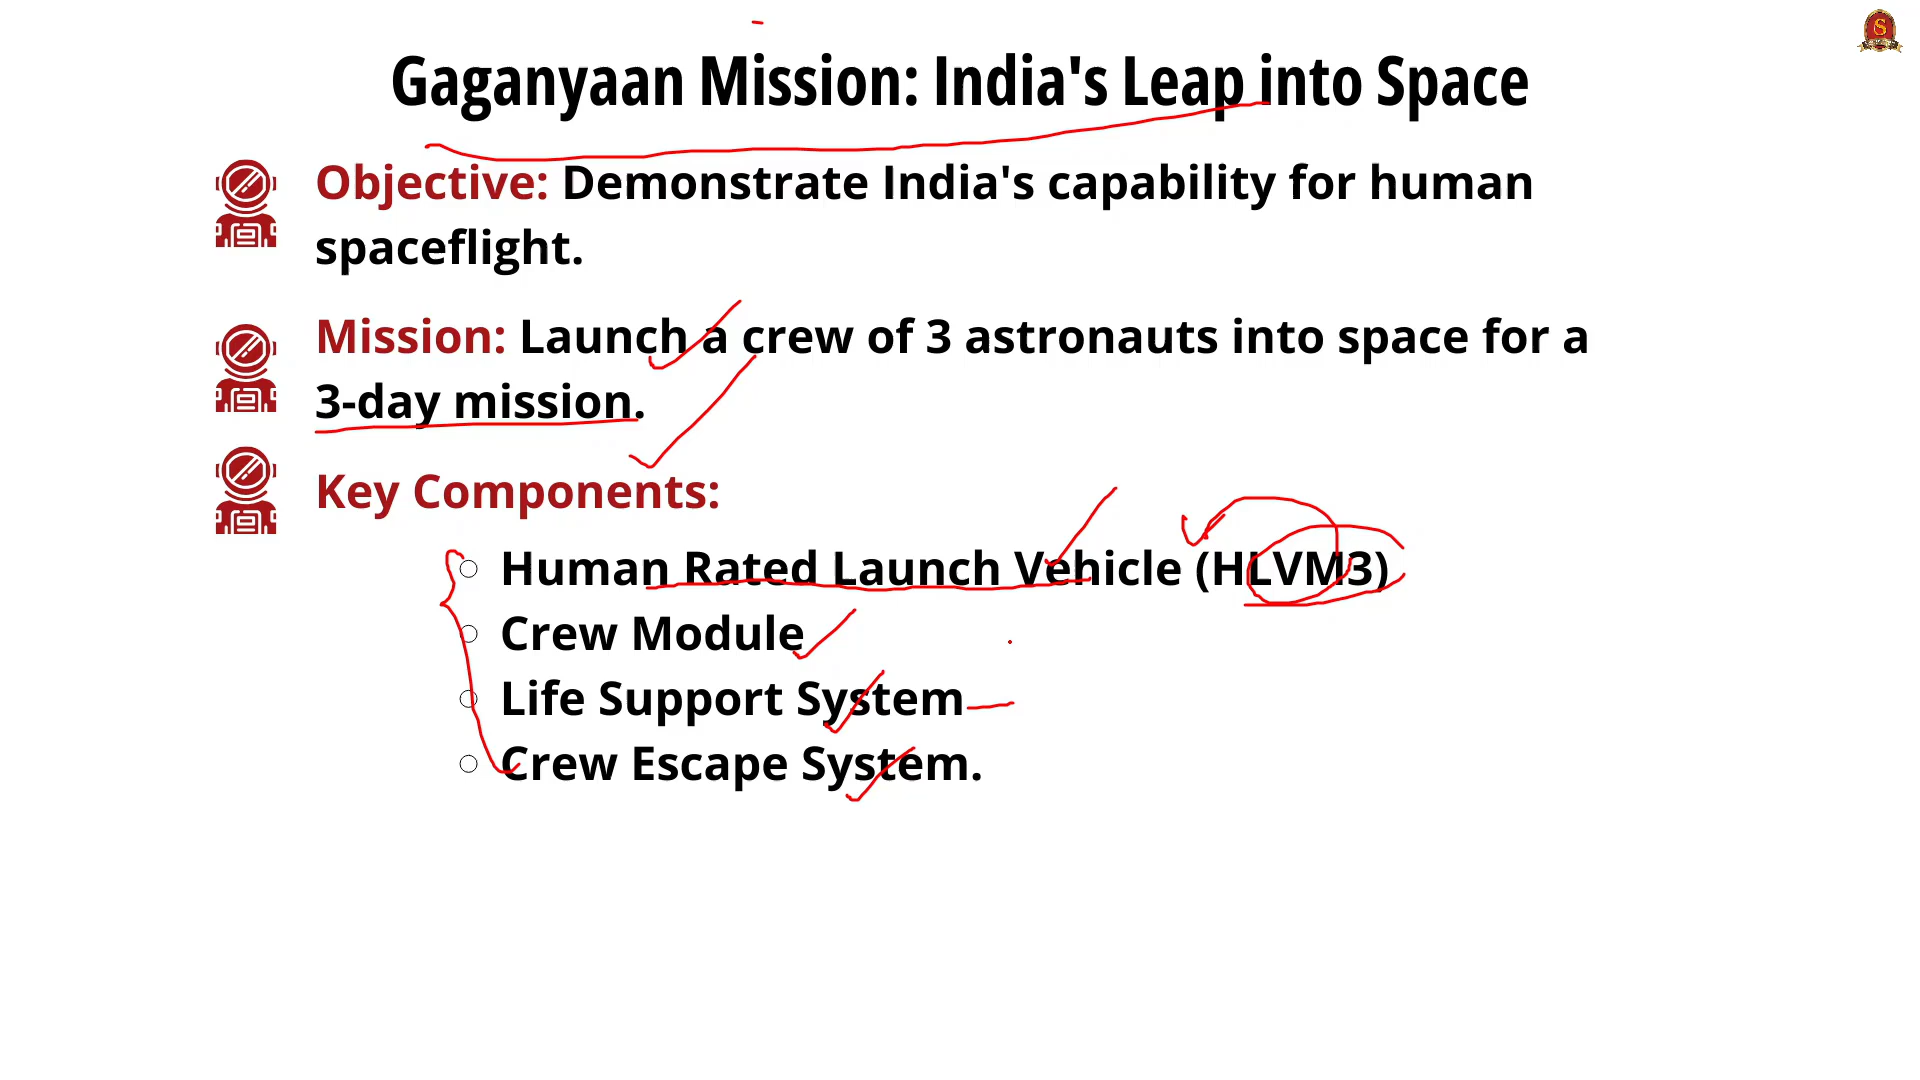 Gaganyaan Mission: India's Leap into Space
Objective: Demonstrate India's capability for human
spaceflight.
Mission: Launch a crew of 3 astronauts into space for a
3-day mission.
Key Components:
Human Rated Launch Vehicle (HLVM3)
Crew Module
Life Support System
Crew Escape System.
S